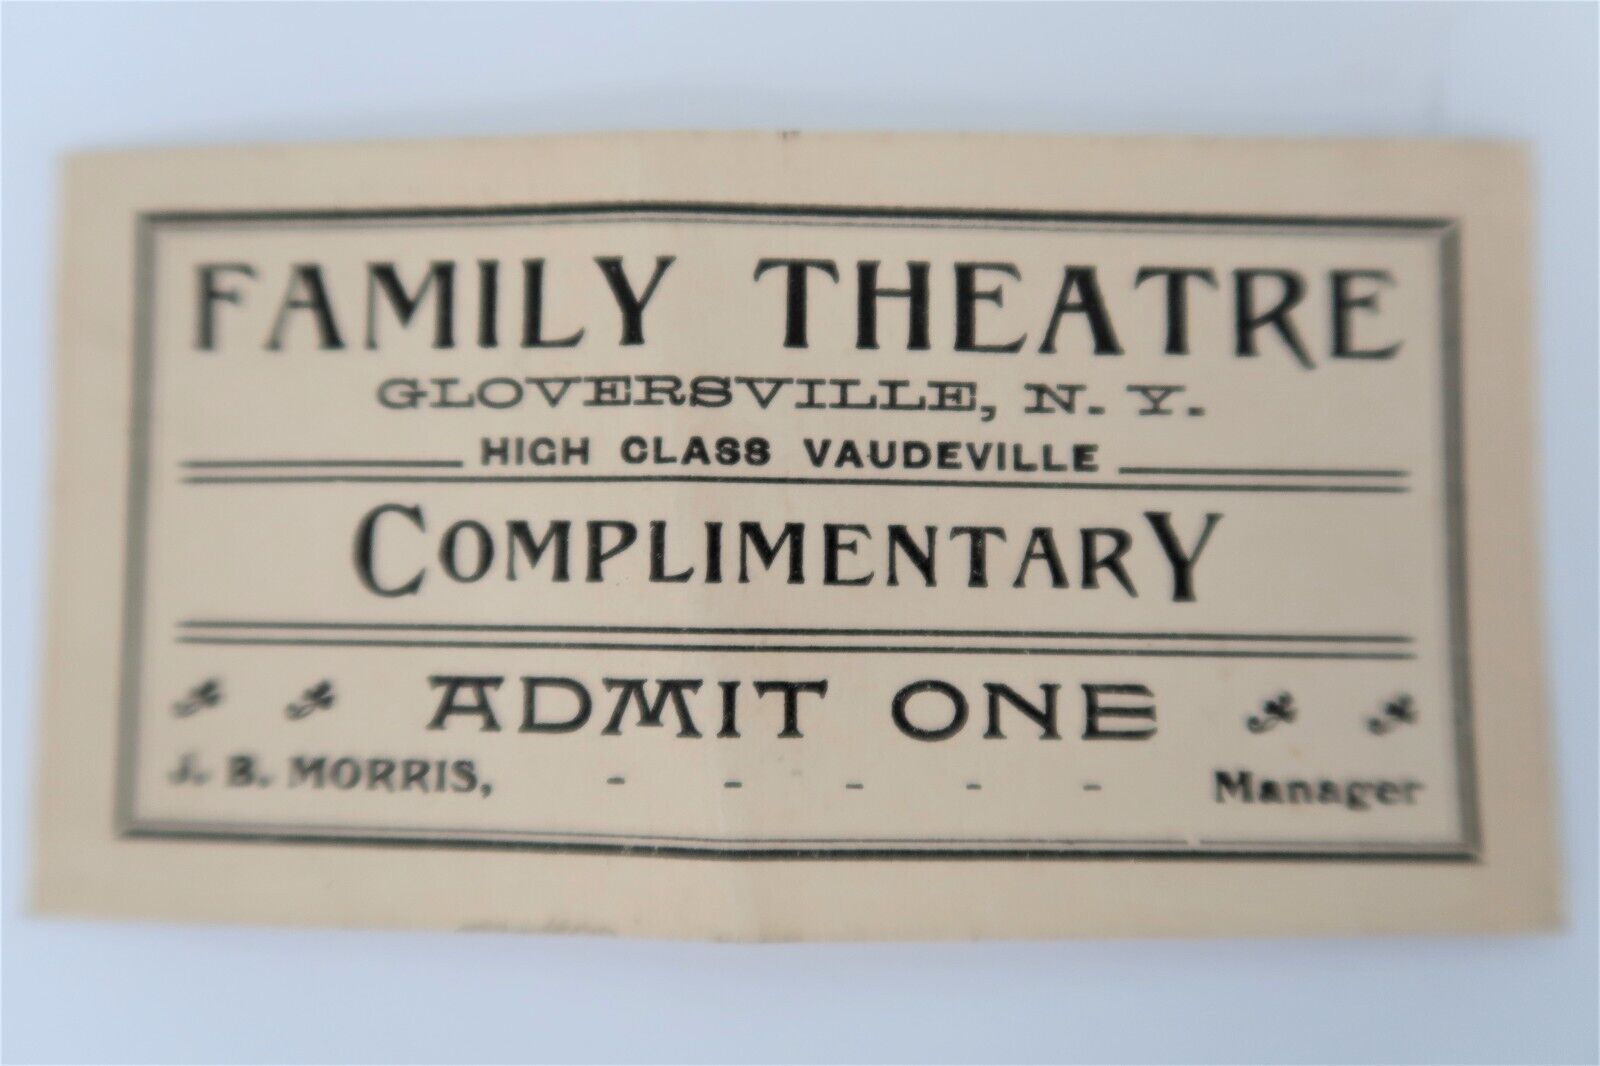 FAMILY THEATRE
GLOVERSVILLE, N. Y.
HIGH CLASS VAUDEVILLE
COMPLIMENTARY
ADMIT ONE
J. B. MORRIS, - - - - - Manager